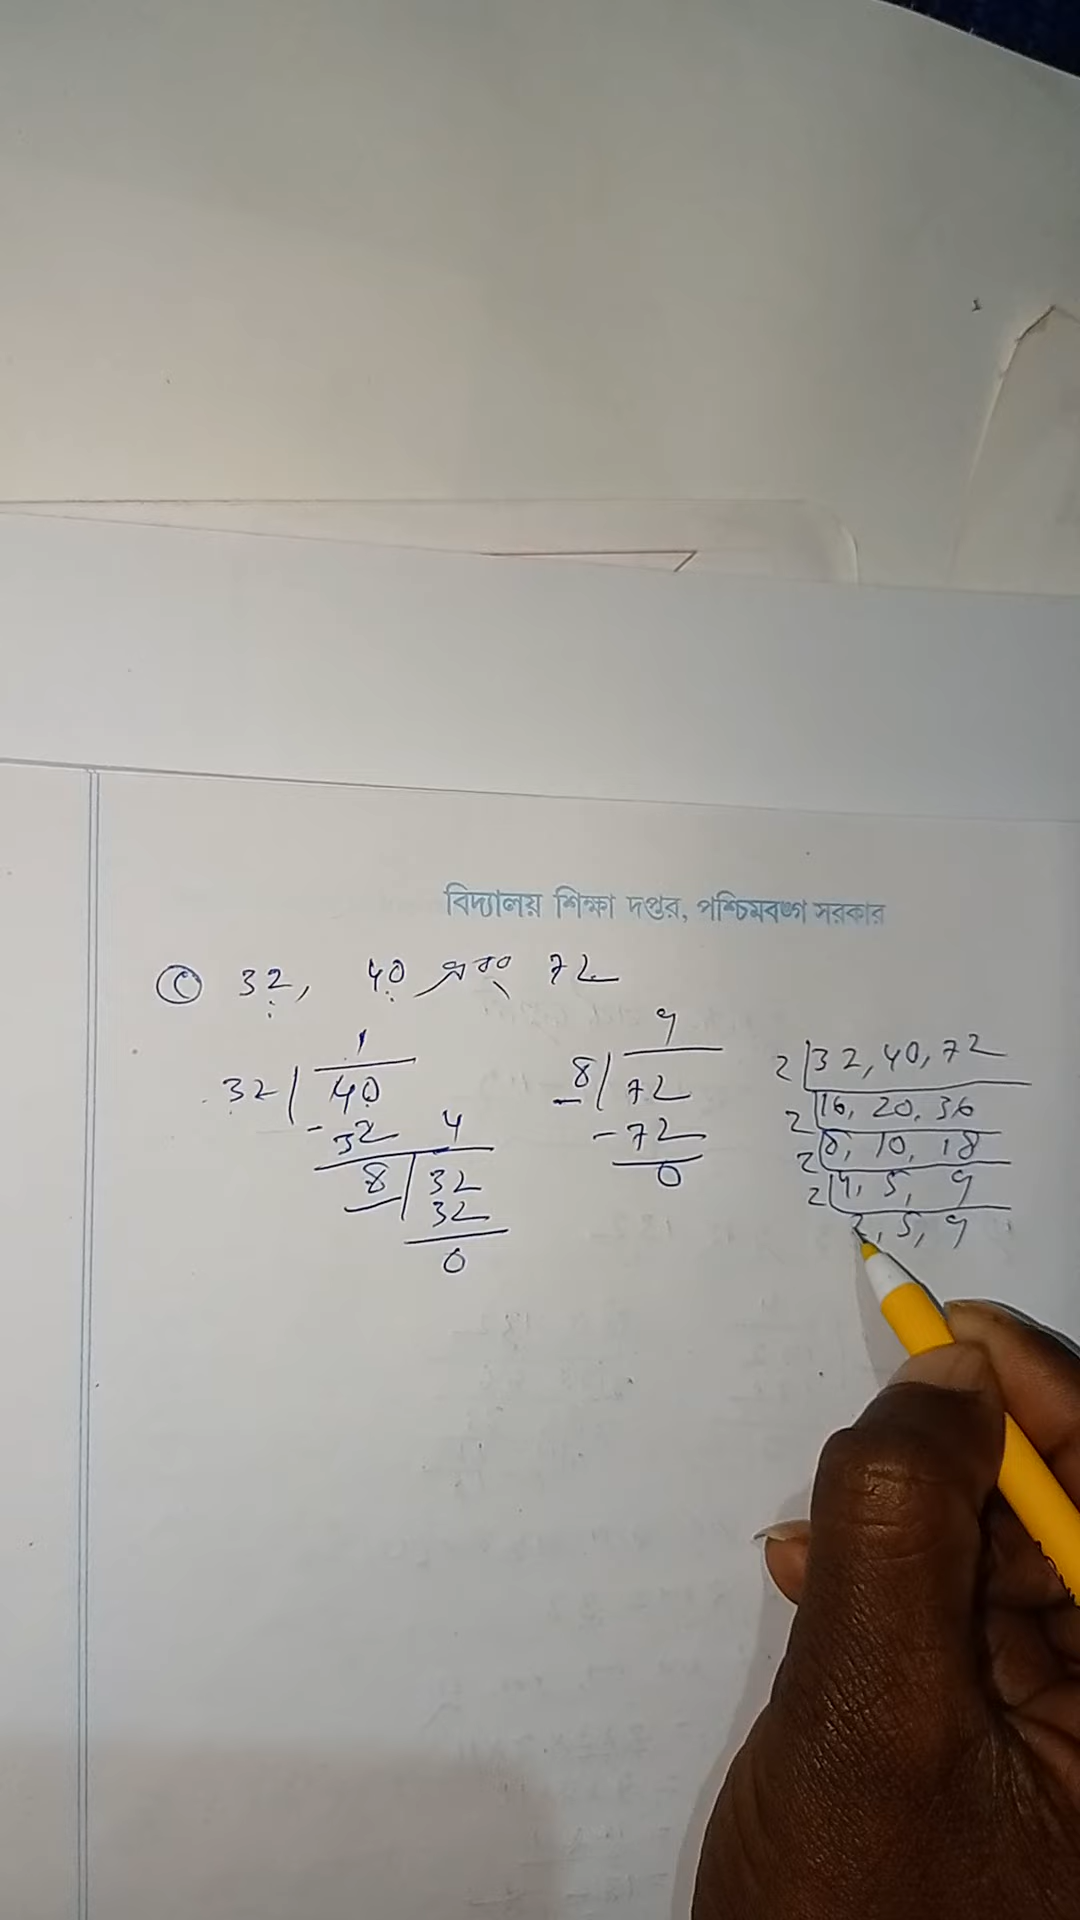 বিদ্যালয় শিক্ষা দপ্তর, পশ্চিমবঙ্গ সরকার
C 32, 40 এবং 72
1
32 40
- 32 4
8 32
32
0
9
8 72
- 72
0
2 32, 40, 72
2 16, 20, 36
2 8, 10, 18
2 4, 5, 9
2, 5, 9